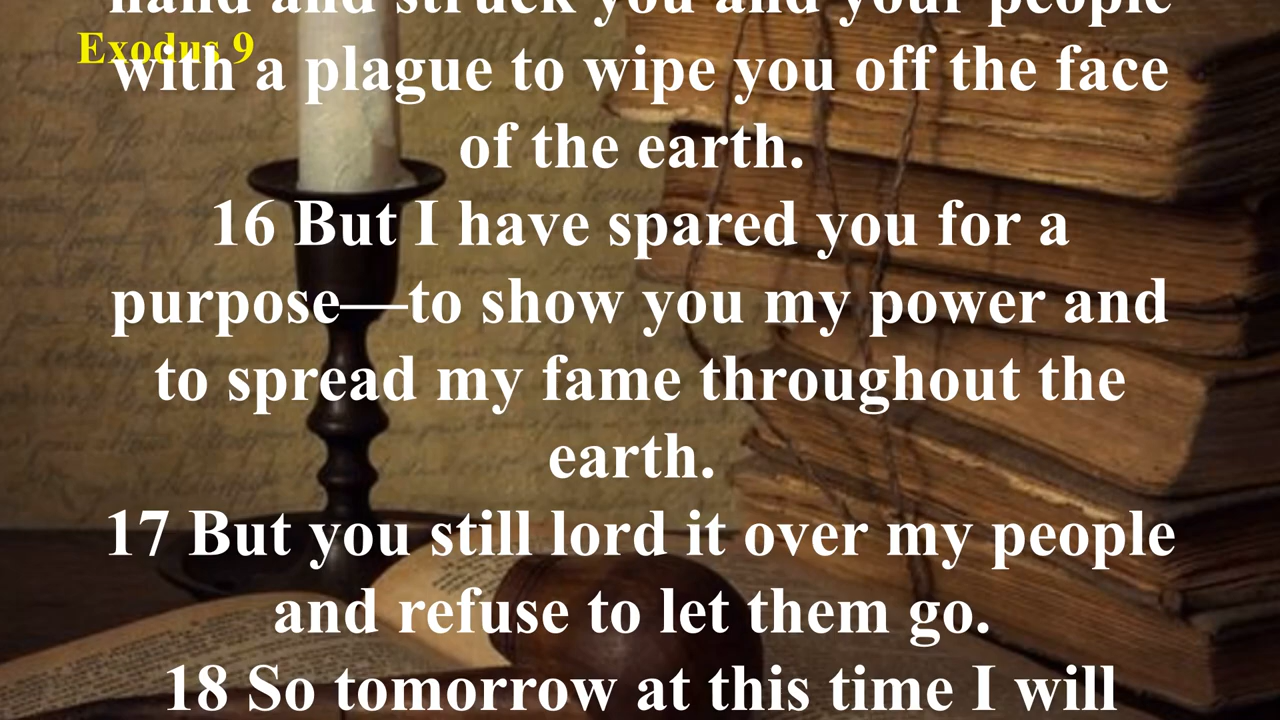 hand and struck you and your people
Exodus 9
with a plague to wipe you off the face
of the earth.
16 But I have spared you for a
purpose—to show you my power and
to spread my fame throughout the
earth.
17 But you still lord it over my people
and refuse to let them go.
18 So tomorrow at this time I will